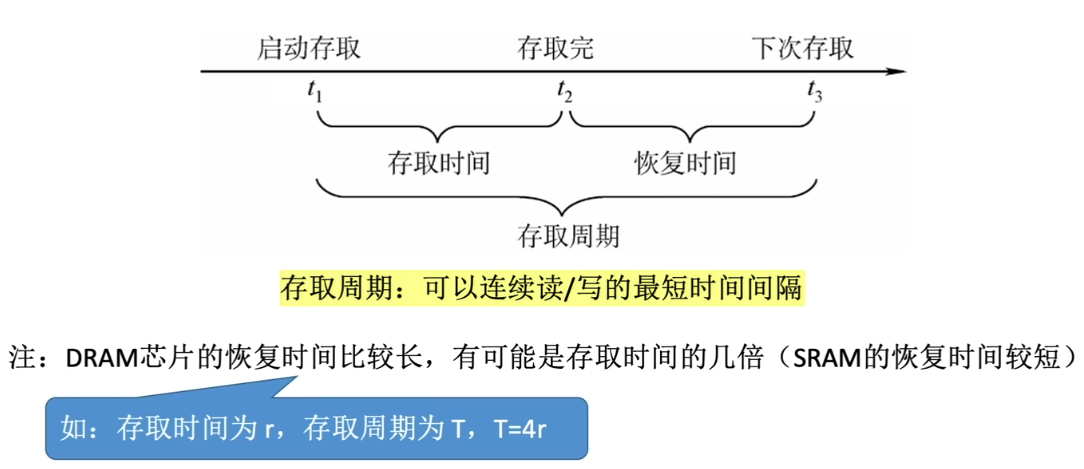 启动存取 存取完 下次存取
t1 t2 t3
存取时间 恢复时间
存取周期
存取周期：可以连续读/写的最短时间间隔
注：DRAM芯片的恢复时间比较长，有可能是存取时间的几倍（SRAM的恢复时间较短）
如：存取时间为 r，存取周期为 T，T=4r